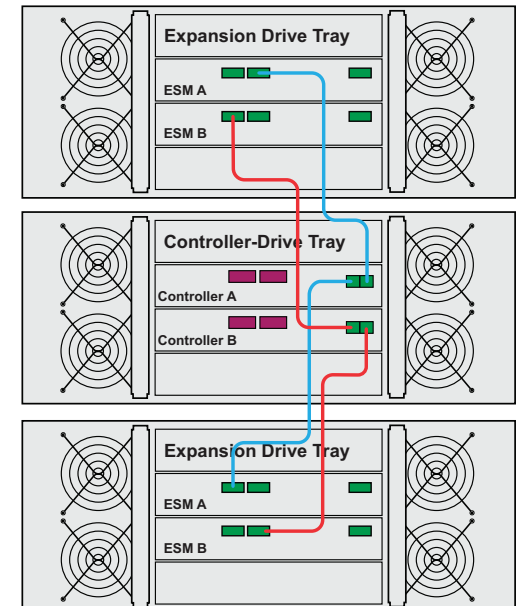 Expansion Drive Tray
ESM A
ESM B
Controller-Drive Tray
Controller A
Controller B
Expansion Drive Tray
ESM A
ESM B